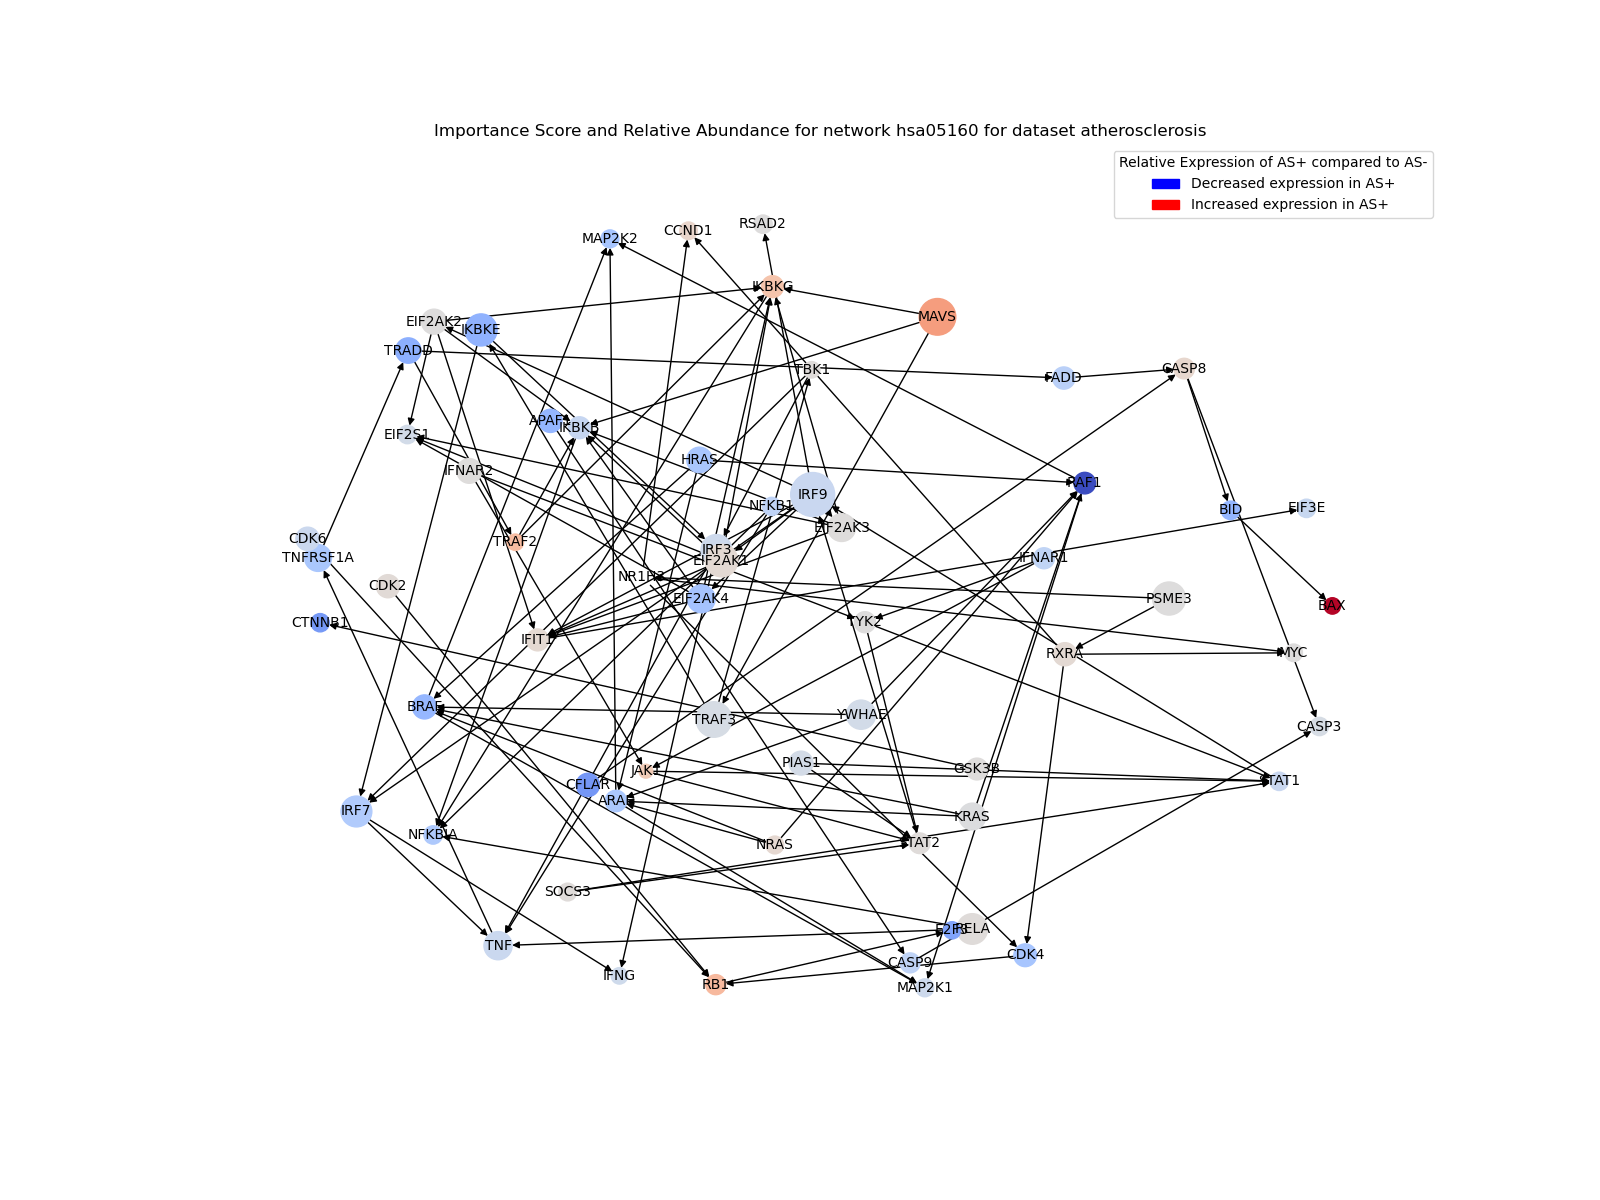 Importance Score and Relative Abundance for network hsa05160 for dataset atherosclerosis
Relative Expression of AS+ compared to AS-
Decreased expression in AS+
Increased expression in AS+
RSAD2
CCND1
MAP2K2
IKBKG
MAVS
EIF2AK2
IKBKE
TRADD
TBK1
CASP8
FADD
APAF1
IKBKB
EIF2S1
HRAS
IFNAR2
RAF1
IRF9
NFKB1
BID
EIF3E
EIF2AK3
CDK6
TRAF2
IRF3
TNFRSF1A
EIF2AK1
IFNAR1
NR1H3
CDK2
EIF2AK4
PSME3
BAX
CTNNB1
TYK2
IFIT1
RXRA
MYC
BRAF
TRAF3
YWHAE
CASP3
PIAS1
GSK3B
JAK1
STAT1
CFLAR
ARAF
IRF7
KRAS
NFKBIA
NRAS
STAT2
SOCS3
RELA
TNF
CDK4
CASP9
IFNG
RB1
MAP2K1